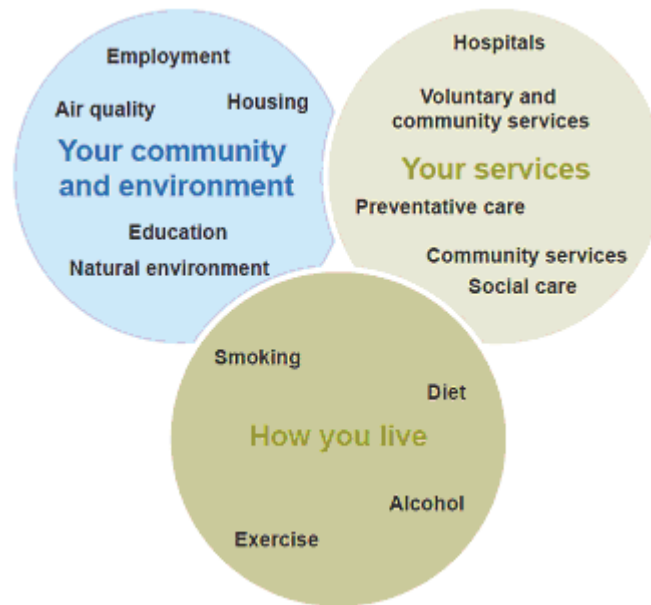 Employment
Air quality
Housing
Your community
and environment
Education
Natural environment
Hospitals
Voluntary and
community services
Your services
Preventative care
Community services
Social care
Smoking
Diet
How you live
Alcohol
Exercise